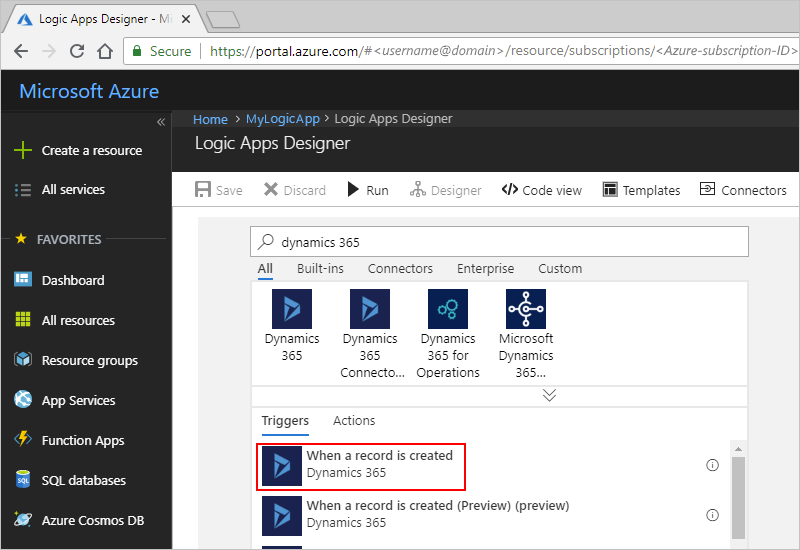 Logic Apps Designer - Mi
Secure
https://portal.azure.com/#<username@domain>/resource/subscriptions/<Azure-subscription-ID>
Microsoft Azure
Home > MyLogicApp > Logic Apps Designer
Logic Apps Designer
Create a resource
All services
FAVORITES
Dashboard
All resources
Resource groups
App Services
Function Apps
SQL databases
Azure Cosmos DB
Save Discard Run Designer Code view Templates Connectors
dynamics 365
All Built-ins Connectors Enterprise Custom
Dynamics
365
Dynamics
365
Connecto...
Dynamics
365 for
Operations
Microsoft
Dynamics
365...
Triggers Actions
When a record is created
Dynamics 365
When a record is created (Preview) (preview)
Dynamics 365